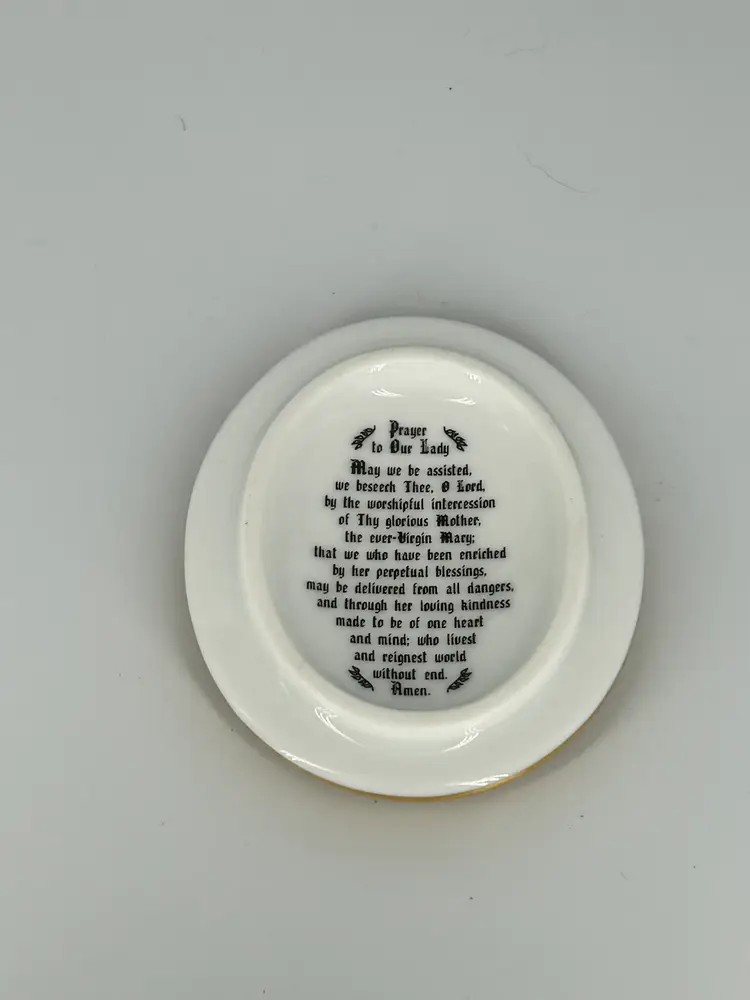 Prayer
to Our Lady
May we be assisted,
we beseech Thee, O Lord,
by the worshipful intercession
of Thy glorious Mother,
the ever-Virgin Mary;
that we who have been enriched
by her perpetual blessings,
may be delivered from all dangers,
and through her loving kindness
made to be of one heart
and mind; who livest
and reignest world
without end.
Amen.